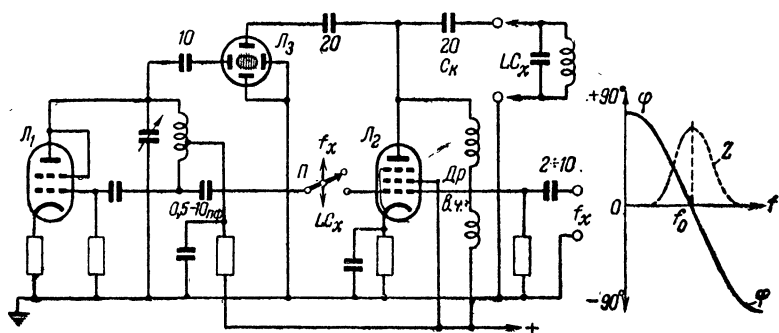 10
Л₃
20
20
Cк
LCx
+90°
φ
Л₁
fx
П
LCx
Л₂
Др
в.ч.
2÷10
Z
0,5-10пф
fx
0
f₀
f
-90°
φ
+